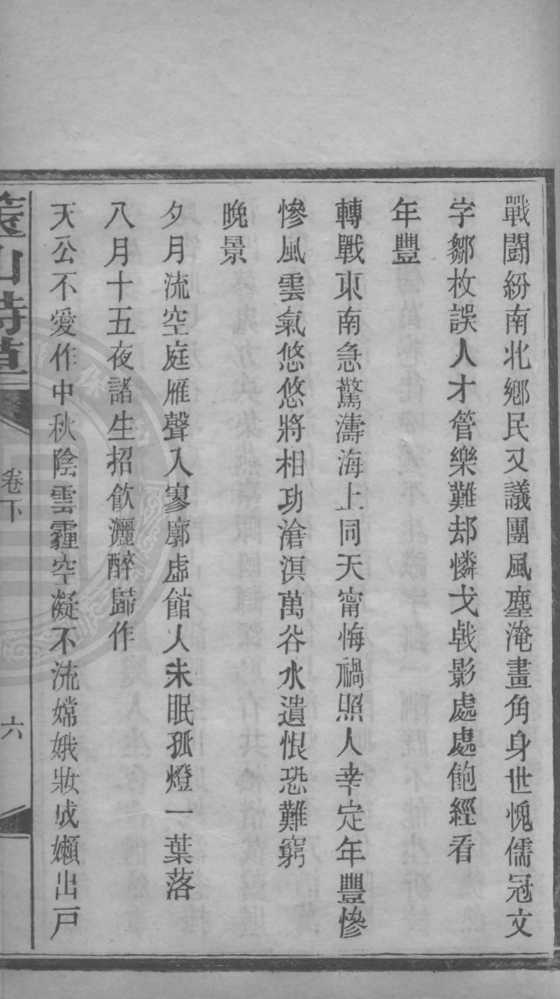 戰鬭紛南北鄉民又議團風塵淹畫角身世愧儒冠文
字鄒枚誤人才管樂難却憐戈戟影處處飽經看
年豐
轉戰東南急驚濤海上同天甯悔禍照人幸定年豐慘
慘風雲氣悠悠將相功滄溟萬谷水遺恨恐難窮
晚景
夕月流空庭雁聲入寥廓虛館人未眠孤燈一葉落
八月十五夜諸生招飲灑醉歸作
天公不愛作中秋陰雲霾空凝不流嫦娥妝成嬾出戸
山詩草
卷下
六